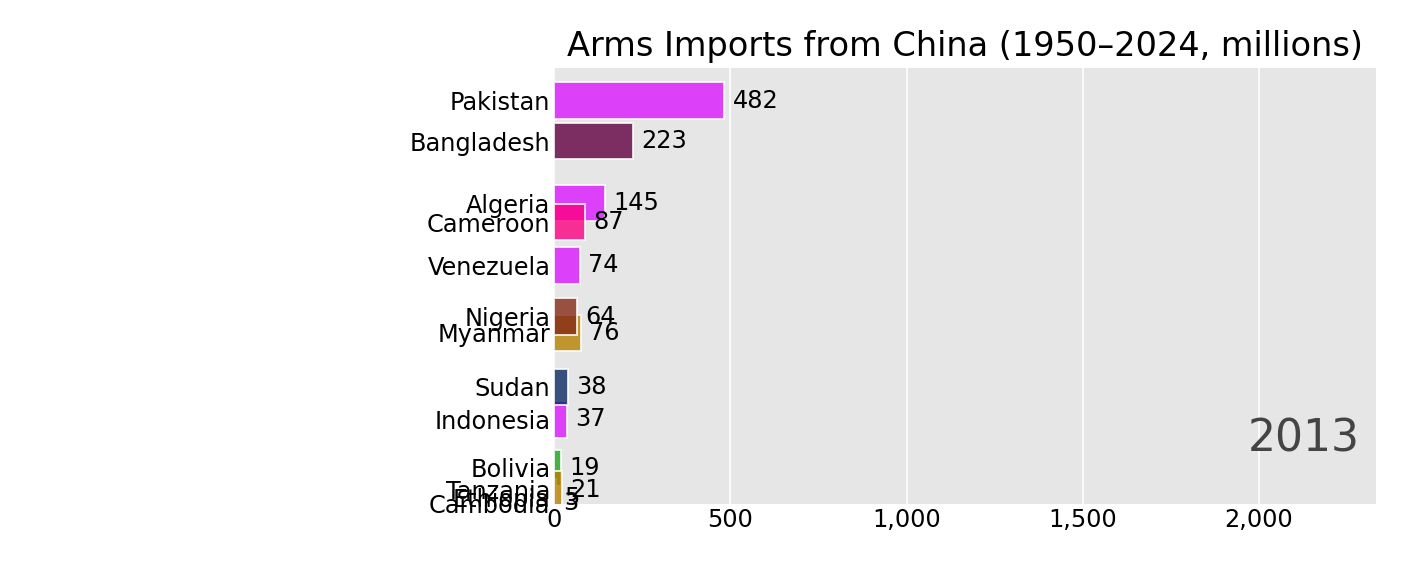 Arms Imports from China (1950–2024, millions)
Pakistan 482
Bangladesh 223
Algeria 145
Cameroon 87
Venezuela 74
Nigeria 64
Myanmar 76
Sudan 38
Indonesia 37
2013
Bolivia 19
Tanzania 21
Cambodia
0 500 1,000 1,500 2,000